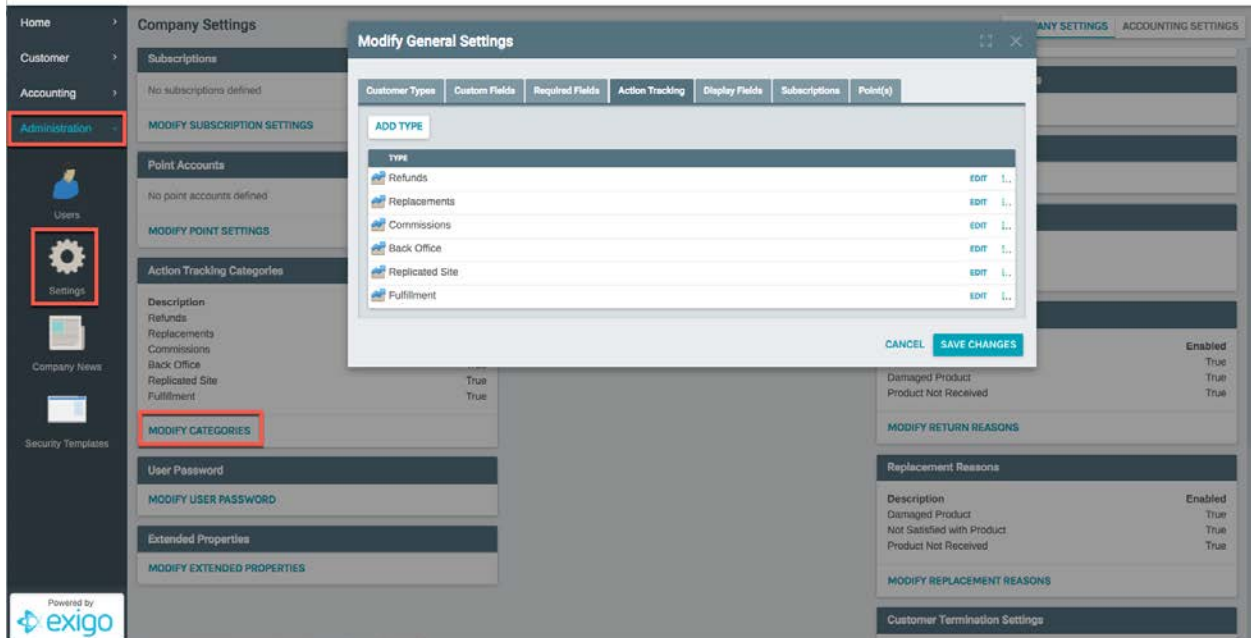 Home
Customer
Accounting
Administration
Users
Settings
Company News
Security Templates
Powered by
exigo
Company Settings
ACCOUNTING SETTINGS
Subscriptions
No subscriptions defined
MODIFY SUBSCRIPTION SETTINGS
Point Accounts
No point accounts defined
MODIFY POINT SETTINGS
Action Tracking Categories
Description
Refunds
Replacements
Commissions
Back Office
Replicated Site True
Fulfillment True
MODIFY CATEGORIES
User Password
MODIFY USER PASSWORD
Extended Properties
MODIFY EXTENDED PROPERTIES
Modify General Settings
Customer Types Custom Fields Required Fields Action Tracking Display Fields Subscriptions Point(s)
ADD TYPE
TYPE
Refunds EDIT
Replacements EDIT
Commissions EDIT
Back Office EDIT
Replicated Site EDIT
Fulfillment EDIT
CANCEL SAVE CHANGES
Enabled
True
Damaged Product True
Product Not Received True
MODIFY RETURN REASONS
Replacement Reasons
Description Enabled
Damaged Product True
Not Satisfied with Product True
Product Not Received True
MODIFY REPLACEMENT REASONS
Customer Termination Settings